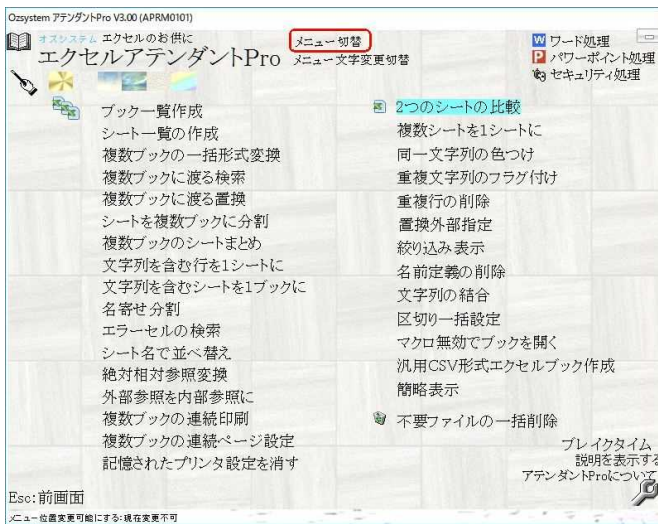 Ozsystem アテンダントPro V3.00 (APRM0101)
オズシステム エクセルのお供に
エクセルアテンダントPro
メニュー切替
メニュー文字変更切替
ワード処理
パワーポイント処理
セキュリティ処理
ブック一覧作成
シート一覧の作成
複数ブックの一括形式変換
複数ブックに渡る検索
複数ブックに渡る置換
シートを複数ブックに分割
複数ブックのシートまとめ
文字列を含む行を1シートに
文字列を含むシートを1ブックに
名寄せ分割
エラーセルの検索
シート名で並べ替え
絶対相対参照変換
外部参照を内部参照に
複数ブックの連続印刷
複数ブックの連続ページ設定
記憶されたプリンタ設定を消す
2つのシートの比較
複数シートを1シートに
同一文字列の色つけ
重複文字列のフラグ付け
重複行の削除
置換外部指定
絞り込み表示
名前定義の削除
文字列の結合
区切り一括設定
マクロ無効でブックを開く
汎用CSV形式エクセルブック作成
簡略表示
不要ファイルの一括削除
ブレイクタイム
説明を表示する
アテンダントProについて
Esc:前画面
メニュー位置変更可能にする:現在変更不可